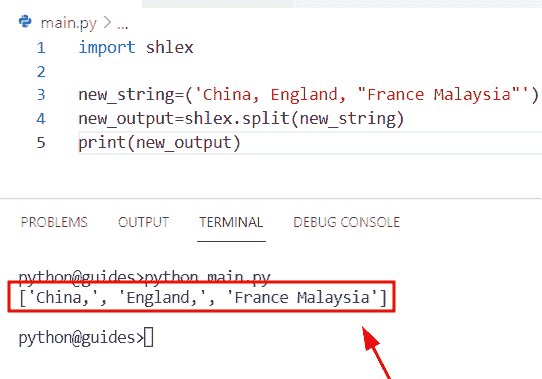 main.py > ...
1 import shlex
2
3 new_string=('China, England, "France Malaysia"')
4 new_output=shlex.split(new_string)
5 print(new_output)
PROBLEMS OUTPUT TERMINAL DEBUG CONSOLE
python@guides>python main.py
['China,', 'England,', 'France Malaysia']
python@guides>